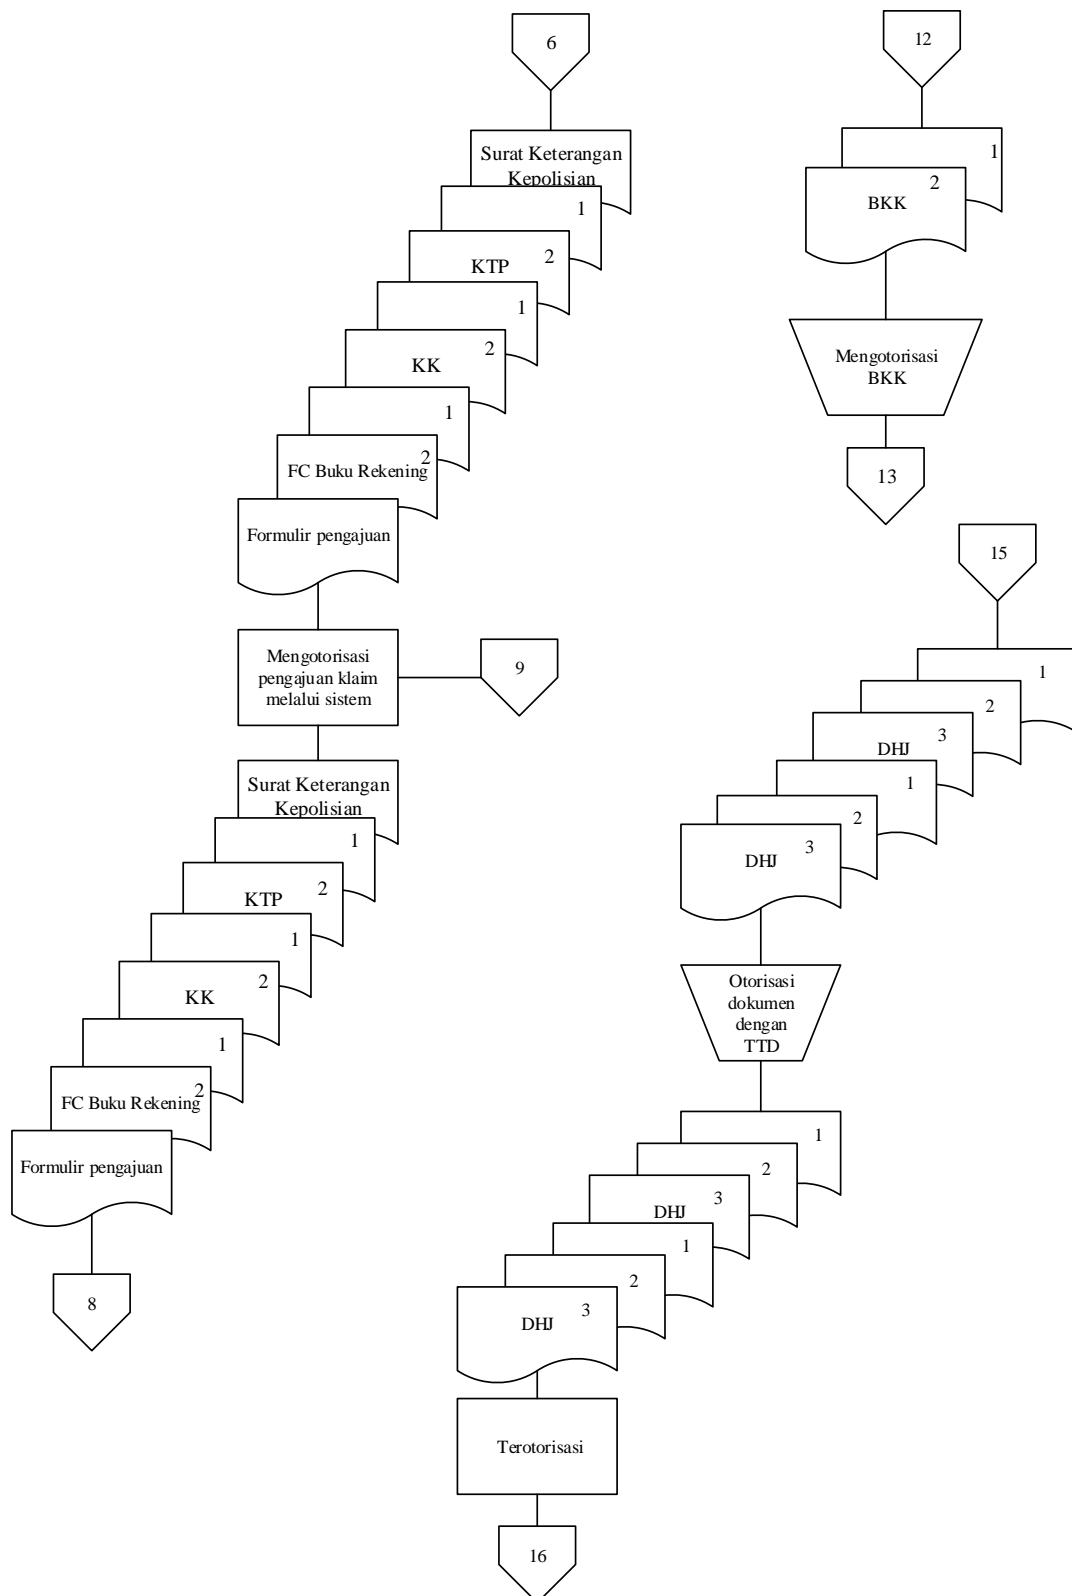 6
Surat Keterangan
Kepolisian
1
KTP
2
1
KK
2
1
FC Buku Rekening
2
Formulir pengajuan
Mengotorisasi
pengajuan klaim
melalui sistem
9
Surat Keterangan
Kepolisian
1
KTP
2
1
KK
2
1
FC Buku Rekening
2
Formulir pengajuan
8
12
1
2
BKK
Mengotorisasi
BKK
13
15
1
2
3
DHJ
1
2
3
DHJ
Otorisasi
dokumen
dengan
TTD
1
2
3
DHJ
1
2
3
DHJ
Terotorisasi
16